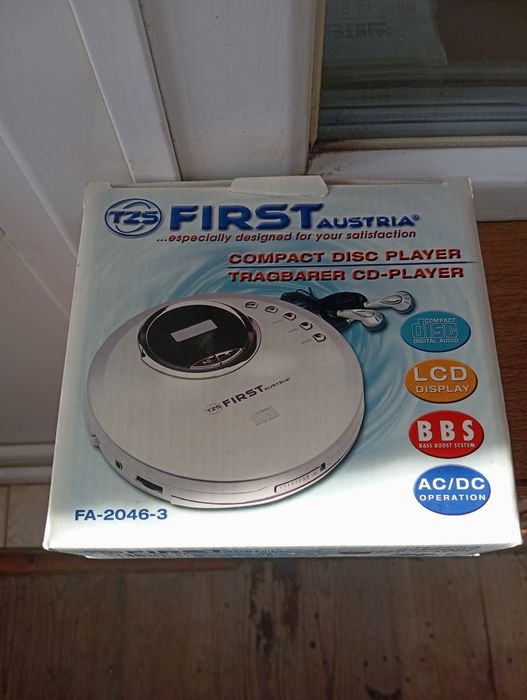 TZS FIRST AUSTRIA®
...especially designed for your satisfaction
COMPACT DISC PLAYER
TRAGBARER CD-PLAYER
COMPACT
disc
DIGITAL AUDIO
LCD
DISPLAY
BBS
BASS BOOST SYSTEM
AC/DC
OPERATION
TZS FIRST AUSTRIA
FA-2046-3